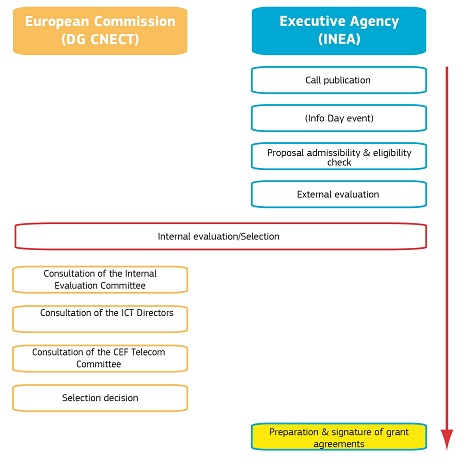 European Commission
(DG CNECT)
Executive Agency
(INEA)
Call publication
(Info Day event)
Proposal admissibility & eligibility
check
External evaluation
Internal evaluation/Selection
Consultation of the Internal
Evaluation Committee
Consultation of the ICT Directors
Consultation of the CEF Telecom
Committee
Selection decision
Preparation & signature of grant
agreements